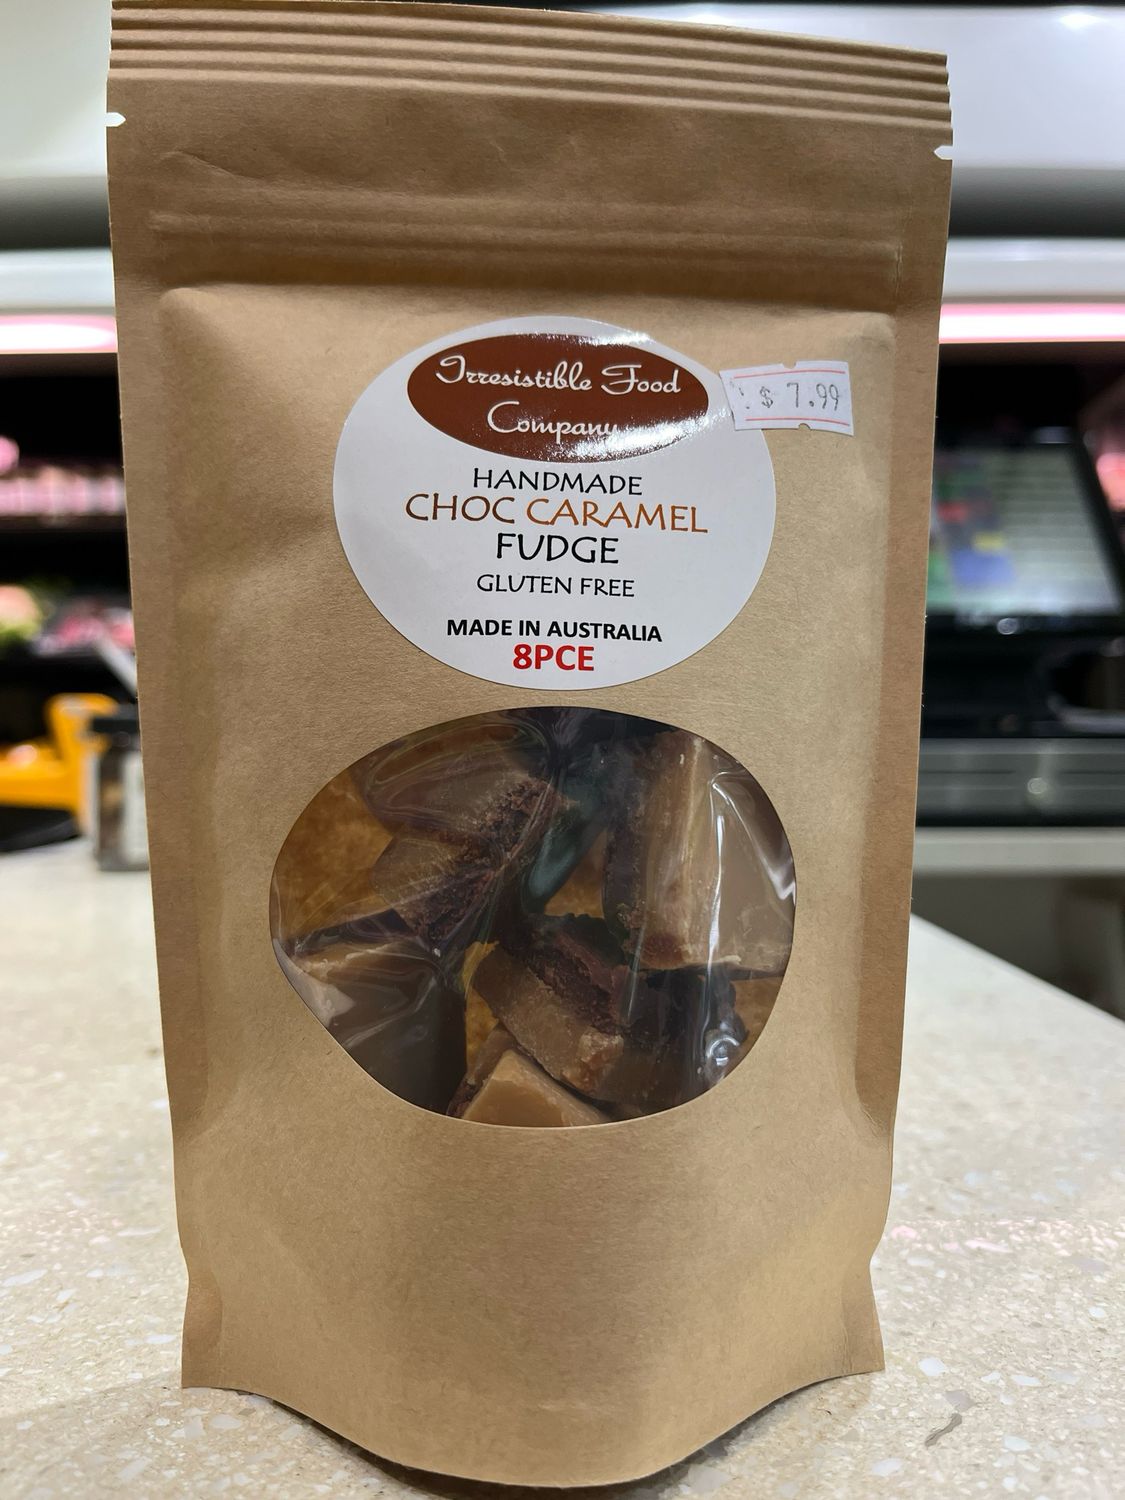 Irresistible Food
Company
$ 7.99
HANDMADE
CHOC CARAMEL
FUDGE
GLUTEN FREE
MADE IN AUSTRALIA
8PCE